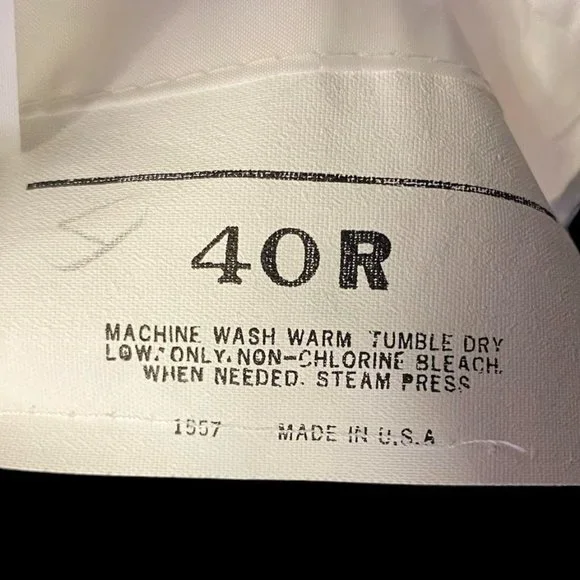 40R
MACHINE WASH WARM TUMBLE DRY
LOW. ONLY. NON-CHLORINE BLEACH.
WHEN NEEDED. STEAM PRESS
1557 MADE IN U.S.A